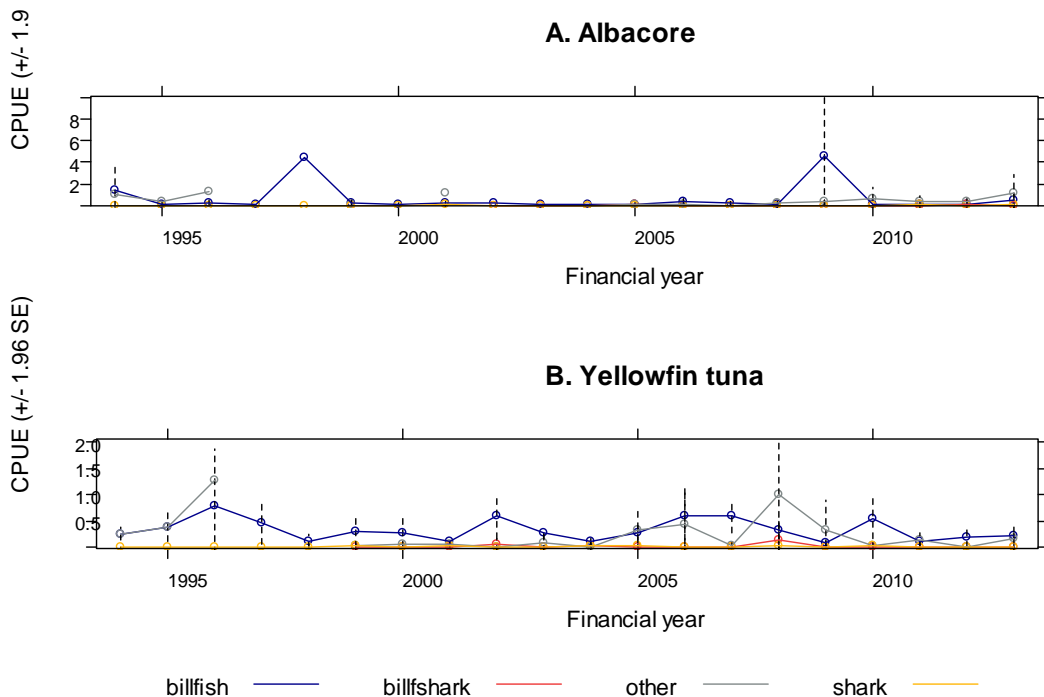 A. Albacore
CPUE (+/- 1.9
8
6
4
2
1995 2000 2005 2010
Financial year
B. Yellowfin tuna
CPUE (+/- 1.96 SE)
2.0
1.5
1.0
0.5
1995 2000 2005 2010
Financial year
billfish billfshark other shark